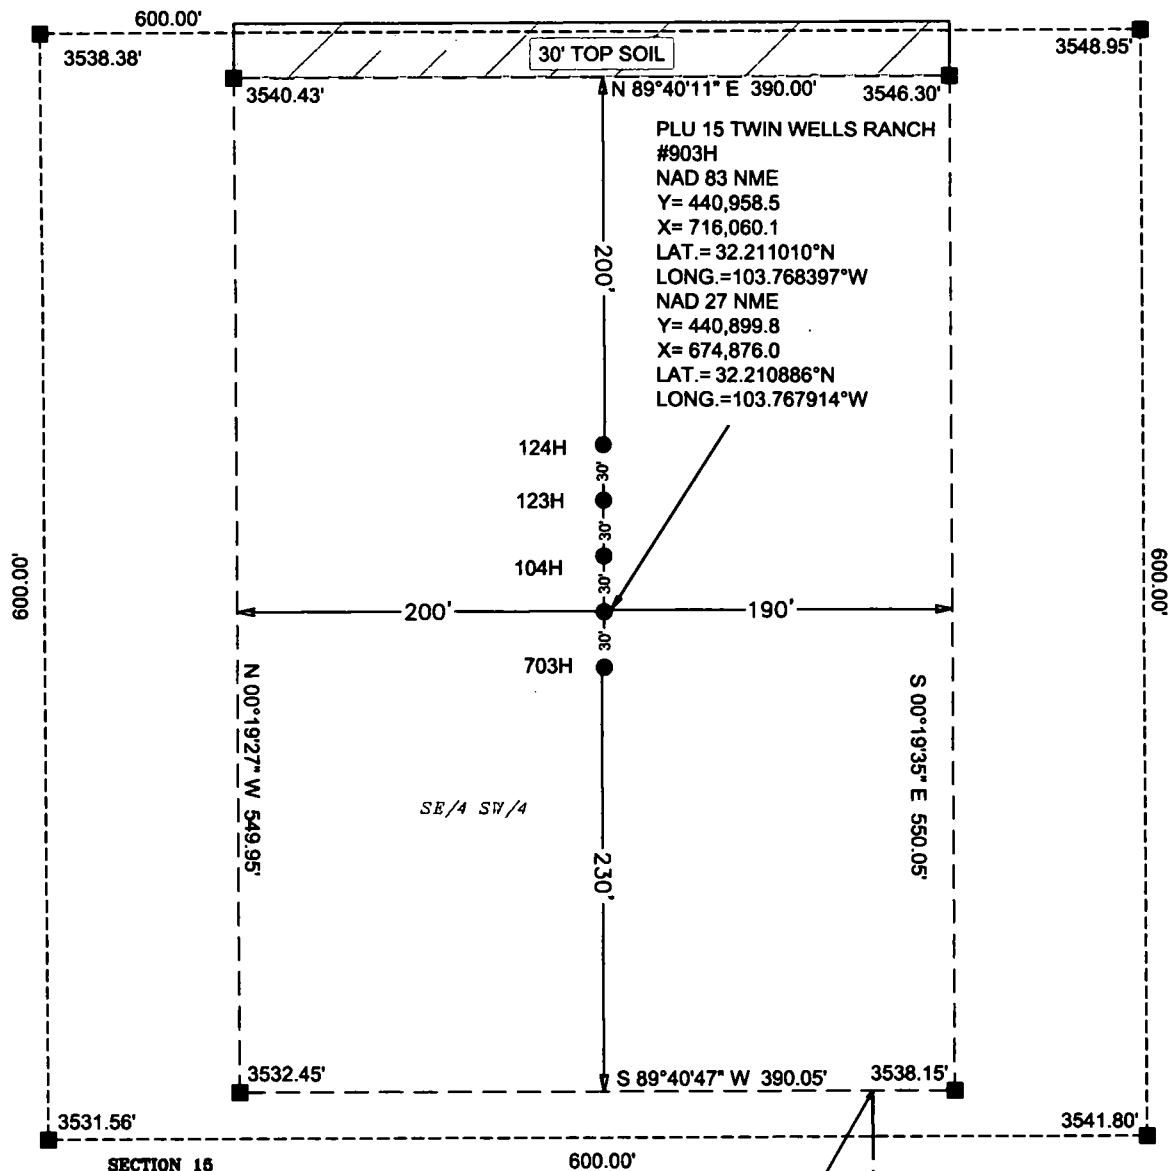 600.00'
3538.38'
3548.95'
30' TOP SOIL
3540.43'
N 89°40'11" E 390.00'
3546.30'
PLU 15 TWIN WELLS RANCH
#903H
NAD 83 NME
Y= 440,958.5
X= 716,060.1
LAT.= 32.211010°N
LONG.=103.768397°W
NAD 27 NME
Y= 440,899.8
X= 674,876.0
LAT.= 32.210886°N
LONG.=103.767914°W
200'
124H
30'
123H
30'
104H
30'
600.00'
600.00'
200'
190'
30'
703H
N 00°19'27" W 549.95'
S 00°19'35" E 550.05'
SE/4 SW/4
230'
3532.45'
S 89°40'47" W 390.05'
3538.15'
3531.56'
3541.80'
SECTION 15
600.00'